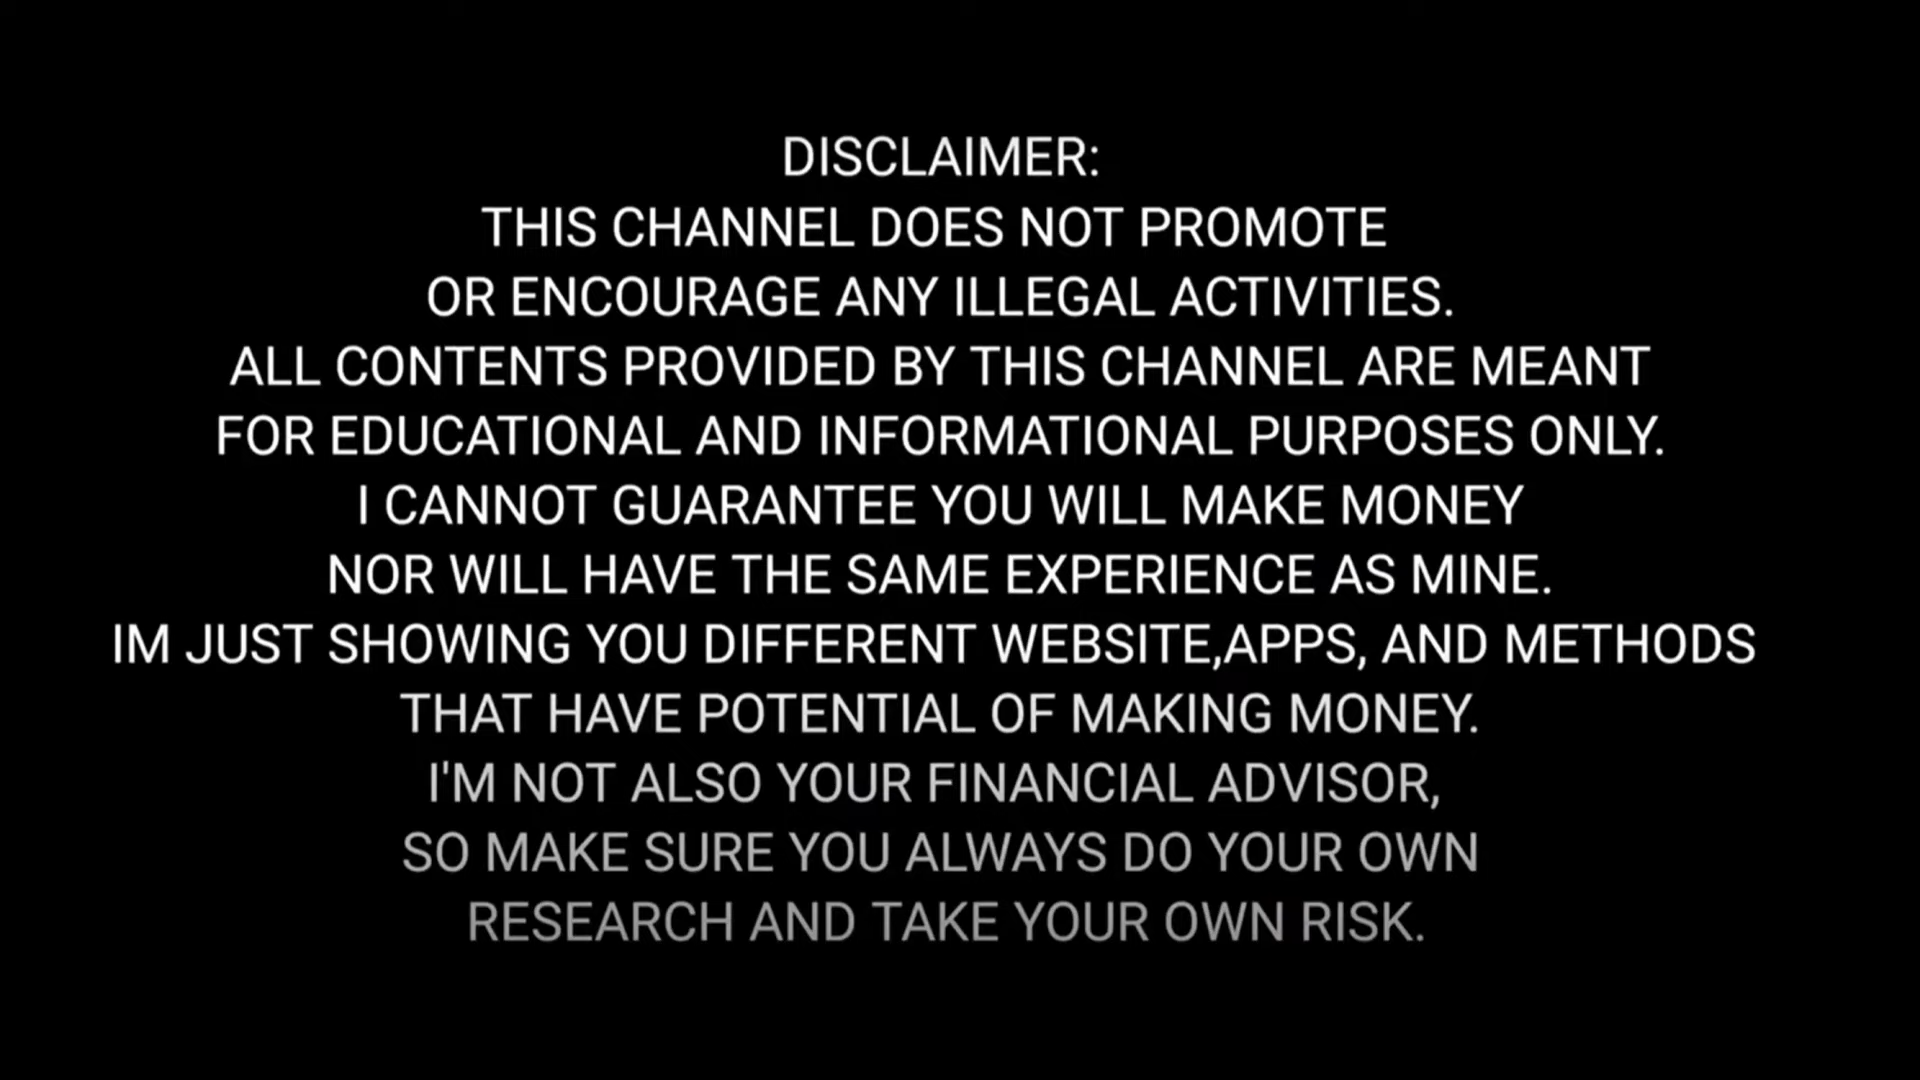 DISCLAIMER:
THIS CHANNEL DOES NOT PROMOTE
OR ENCOURAGE ANY ILLEGAL ACTIVITIES.
ALL CONTENTS PROVIDED BY THIS CHANNEL ARE MEANT
FOR EDUCATIONAL AND INFORMATIONAL PURPOSES ONLY.
I CANNOT GUARANTEE YOU WILL MAKE MONEY
NOR WILL HAVE THE SAME EXPERIENCE AS MINE.
IM JUST SHOWING YOU DIFFERENT WEBSITE,APPS, AND METHODS
THAT HAVE POTENTIAL OF MAKING MONEY.
I'M NOT ALSO YOUR FINANCIAL ADVISOR,
SO MAKE SURE YOU ALWAYS DO YOUR OWN
RESEARCH AND TAKE YOUR OWN RISK.